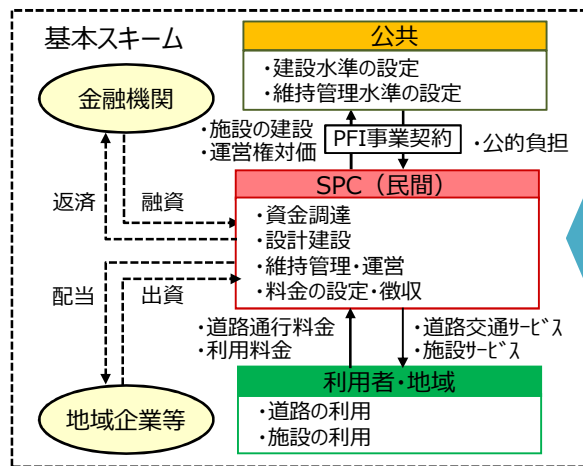 基本スキーム
公共
・建設水準の設定
・維持管理水準の設定
金融機関
・施設の建設
・運営権対価
PFI事業契約
・公的負担
返済
融資
SPC（民間）
・資金調達
・設計建設
・維持管理・運営
・料金の設定・徴収
配当
出資
・道路通行料金
・利用料金
・道路交通ｻｰﾋﾞｽ
・施設サービス
利用者・地域
・道路の利用
・施設の利用
地域企業等